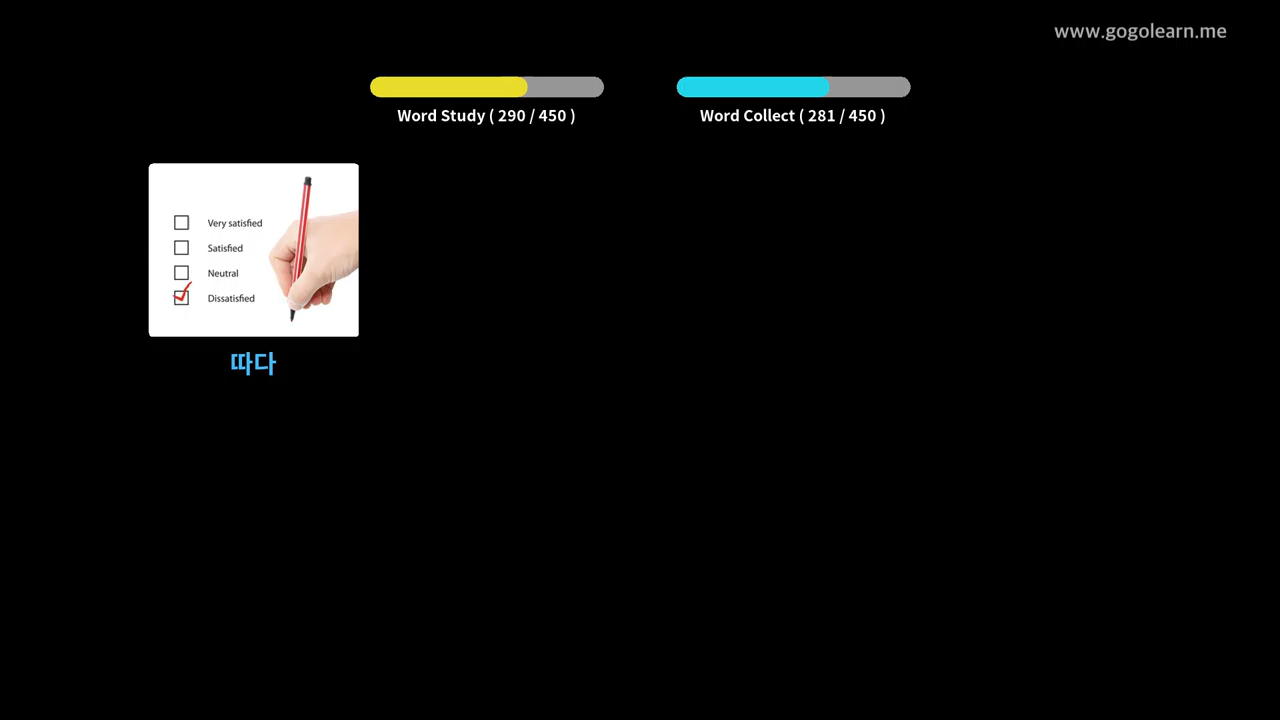 www.gogolearn.me
Word Study ( 290 / 450 )
Word Collect ( 281 / 450 )
Very satisfied
Satisfied
Neutral
Dissatisfied
따다